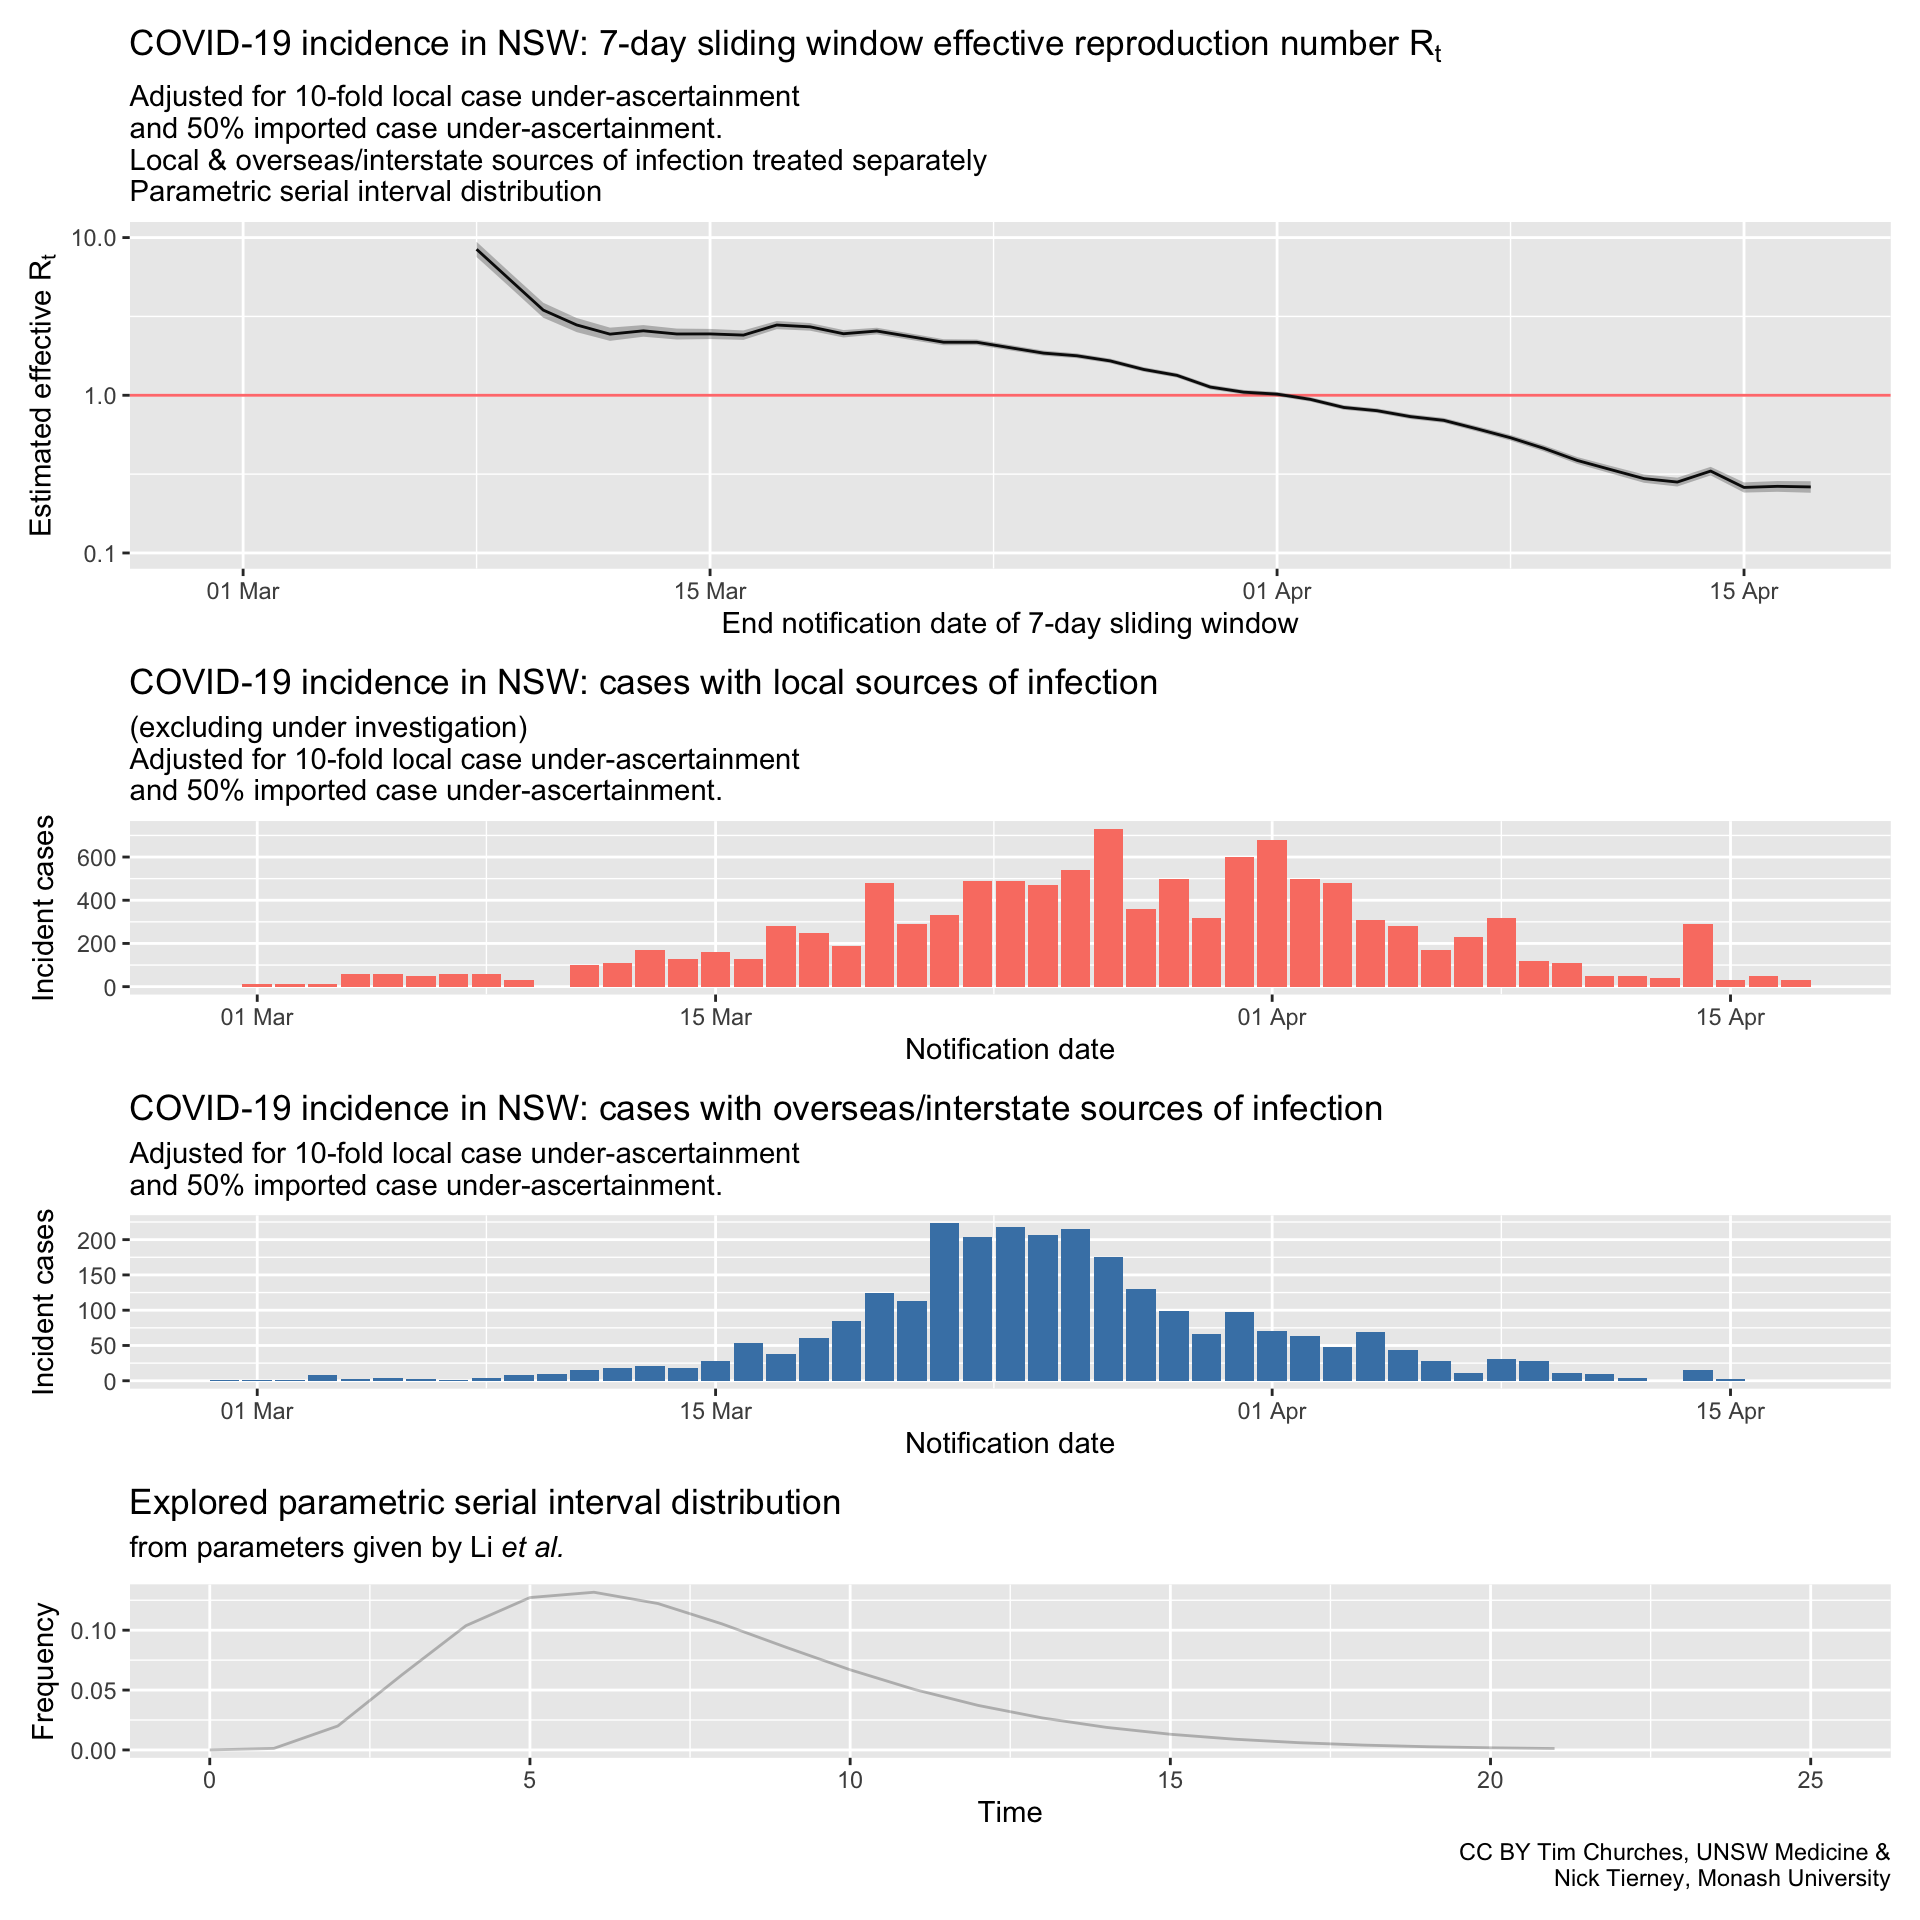 COVID-19 incidence in NSW: 7-day sliding window effective reproduction number Rt
Adjusted for 10-fold local case under-ascertainment
and 50% imported case under-ascertainment.
Local & overseas/interstate sources of infection treated separately
Parametric serial interval distribution
Estimated effective Rt
10.0
1.0
0.1
01 Mar
15 Mar
01 Apr
15 Apr
End notification date of 7-day sliding window
COVID-19 incidence in NSW: cases with local sources of infection
(excluding under investigation)
Adjusted for 10-fold local case under-ascertainment
and 50% imported case under-ascertainment.
Incident cases
600
400
200
0
01 Mar
15 Mar
01 Apr
15 Apr
Notification date
COVID-19 incidence in NSW: cases with overseas/interstate sources of infection
Adjusted for 10-fold local case under-ascertainment
and 50% imported case under-ascertainment.
Incident cases
200
150
100
50
0
01 Mar
15 Mar
01 Apr
15 Apr
Notification date
Explored parametric serial interval distribution
from parameters given by Li et al.
Frequency
0.10
0.05
0.00
0
5
10
15
20
25
Time
CC BY Tim Churches, UNSW Medicine &
Nick Tierney, Monash University